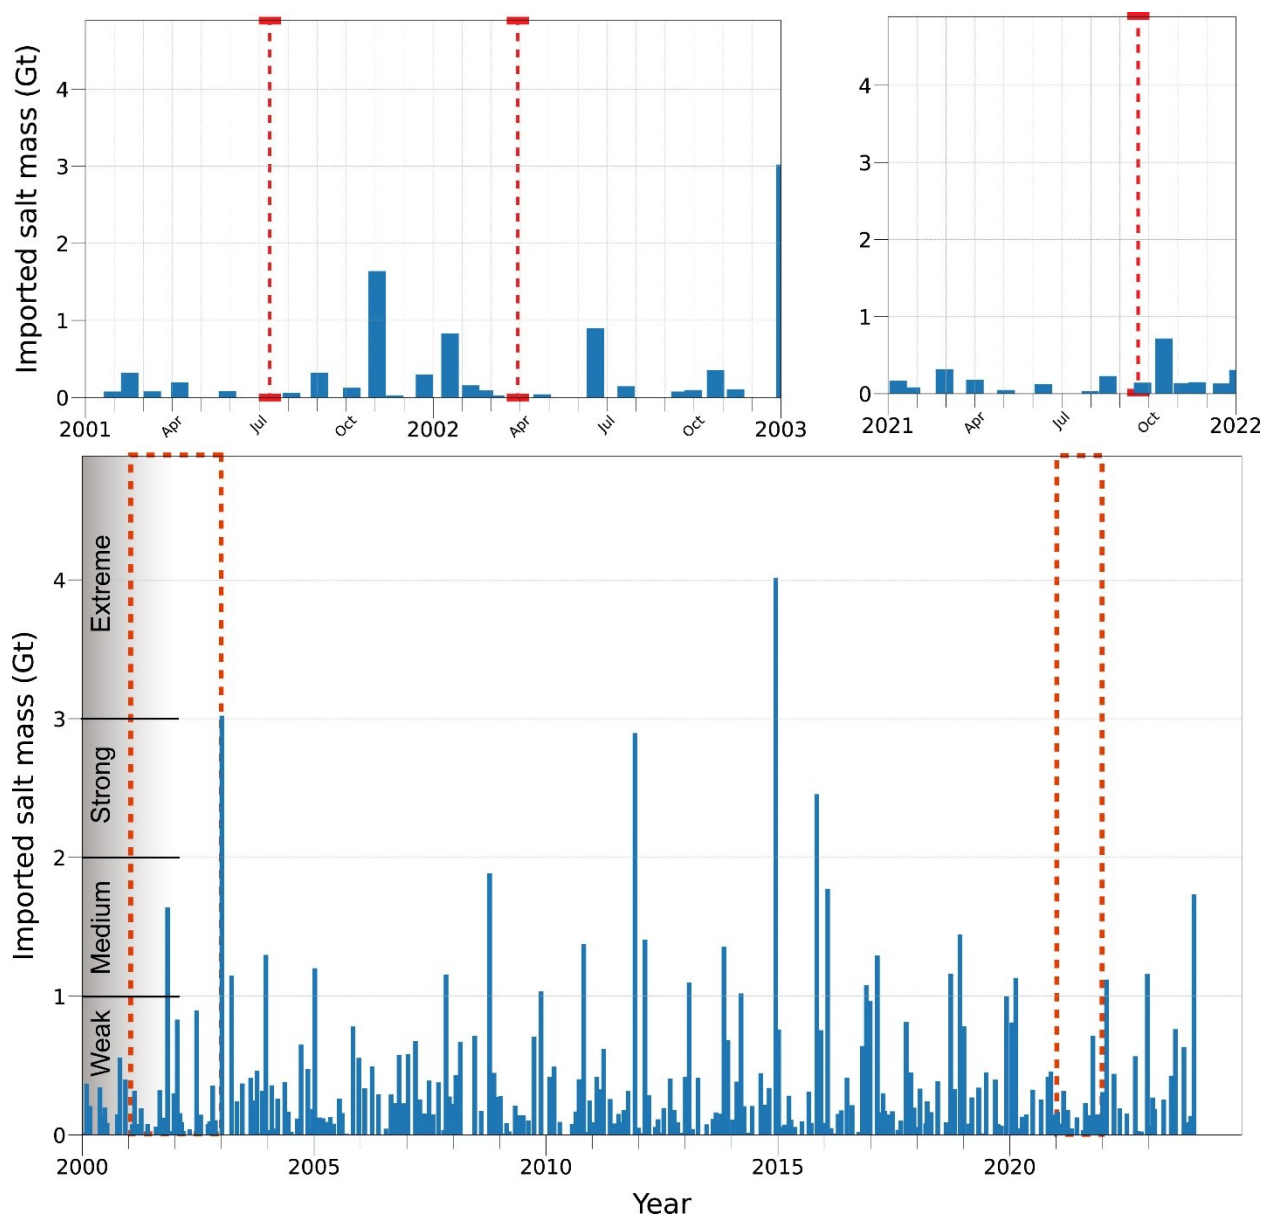 Imported salt mass (Gt)
4
3
2
1
0
2001 Apr Jul Oct 2002 Apr Jul Oct 2003
4
3
2
1
0
2021 Apr Jul Oct 2022
Imported salt mass (Gt)
4
3
2
1
0
Extreme
Strong
Medium
Weak
2000 2005 2010 2015 2020
Year